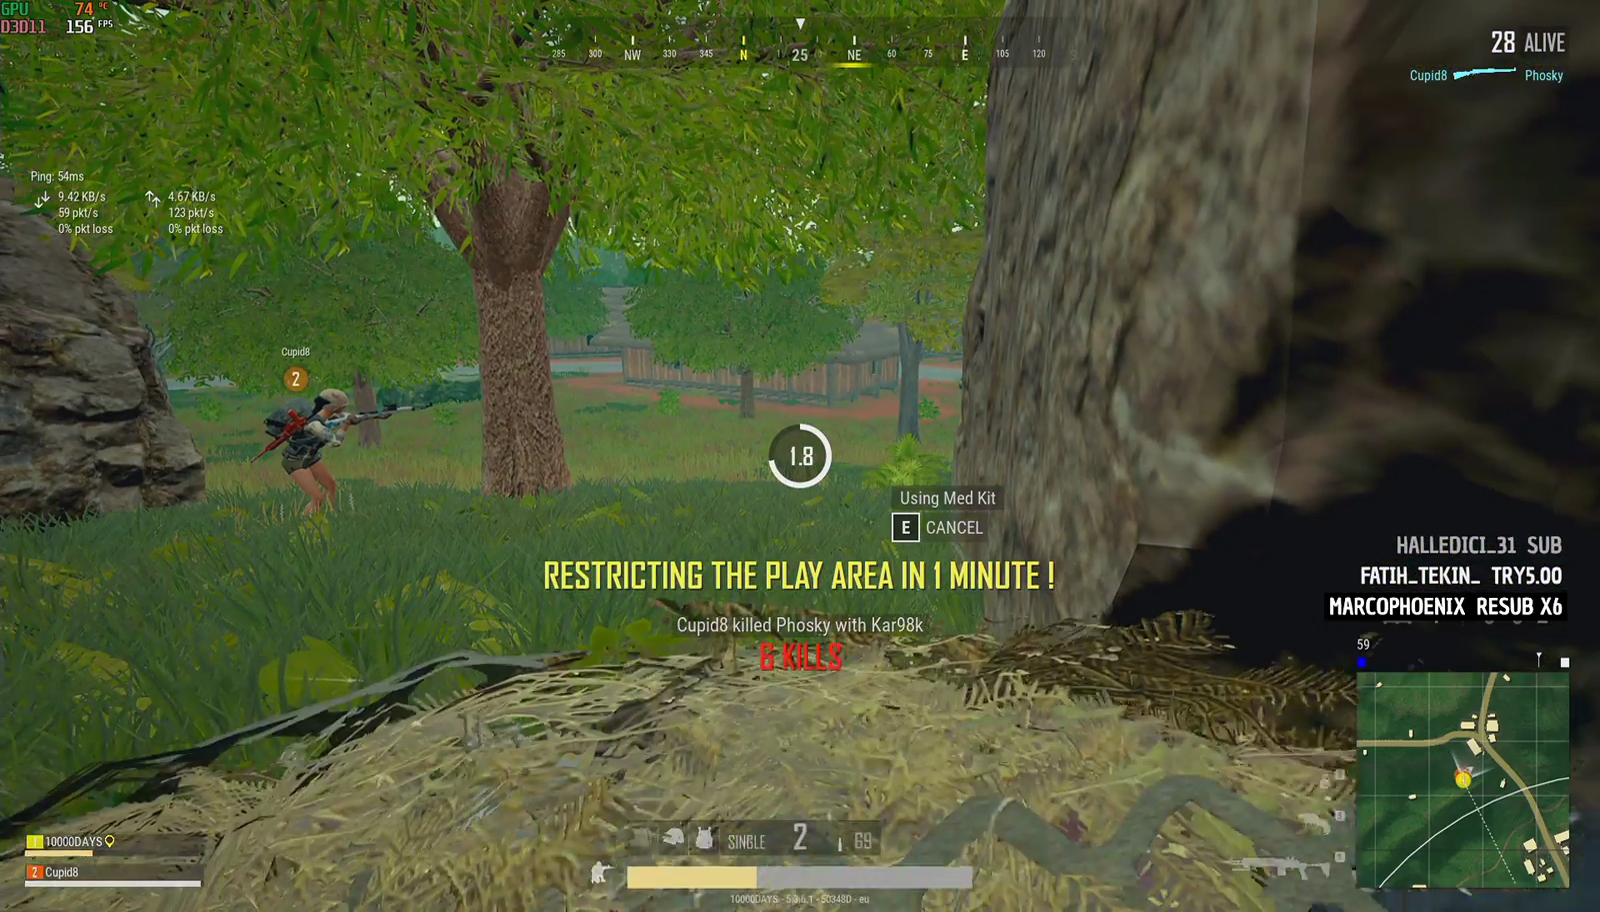 GPU 74 °C
D3D11 156 FPS
285 300 NW 330 345 N 25 NE 60 75 E 105 120
28 ALIVE
Cupid8 Phosky
Ping: 54ms
9.42 KB/s 4.67 KB/s
59 pkt/s 123 pkt/s
0% pkt loss 0% pkt loss
Cupid8
2
1.8
Using Med Kit
E CANCEL
RESTRICTING THE PLAY AREA IN 1 MINUTE !
Cupid8 killed Phosky with Kar98k
6 KILLS
HALLEDICI_31 SUB
FATIH_TEKIN_ TRY5.00
MARCOPHOENIX RESUB X6
59
1 10000DAYS
2 Cupid8
SINGLE 2 69